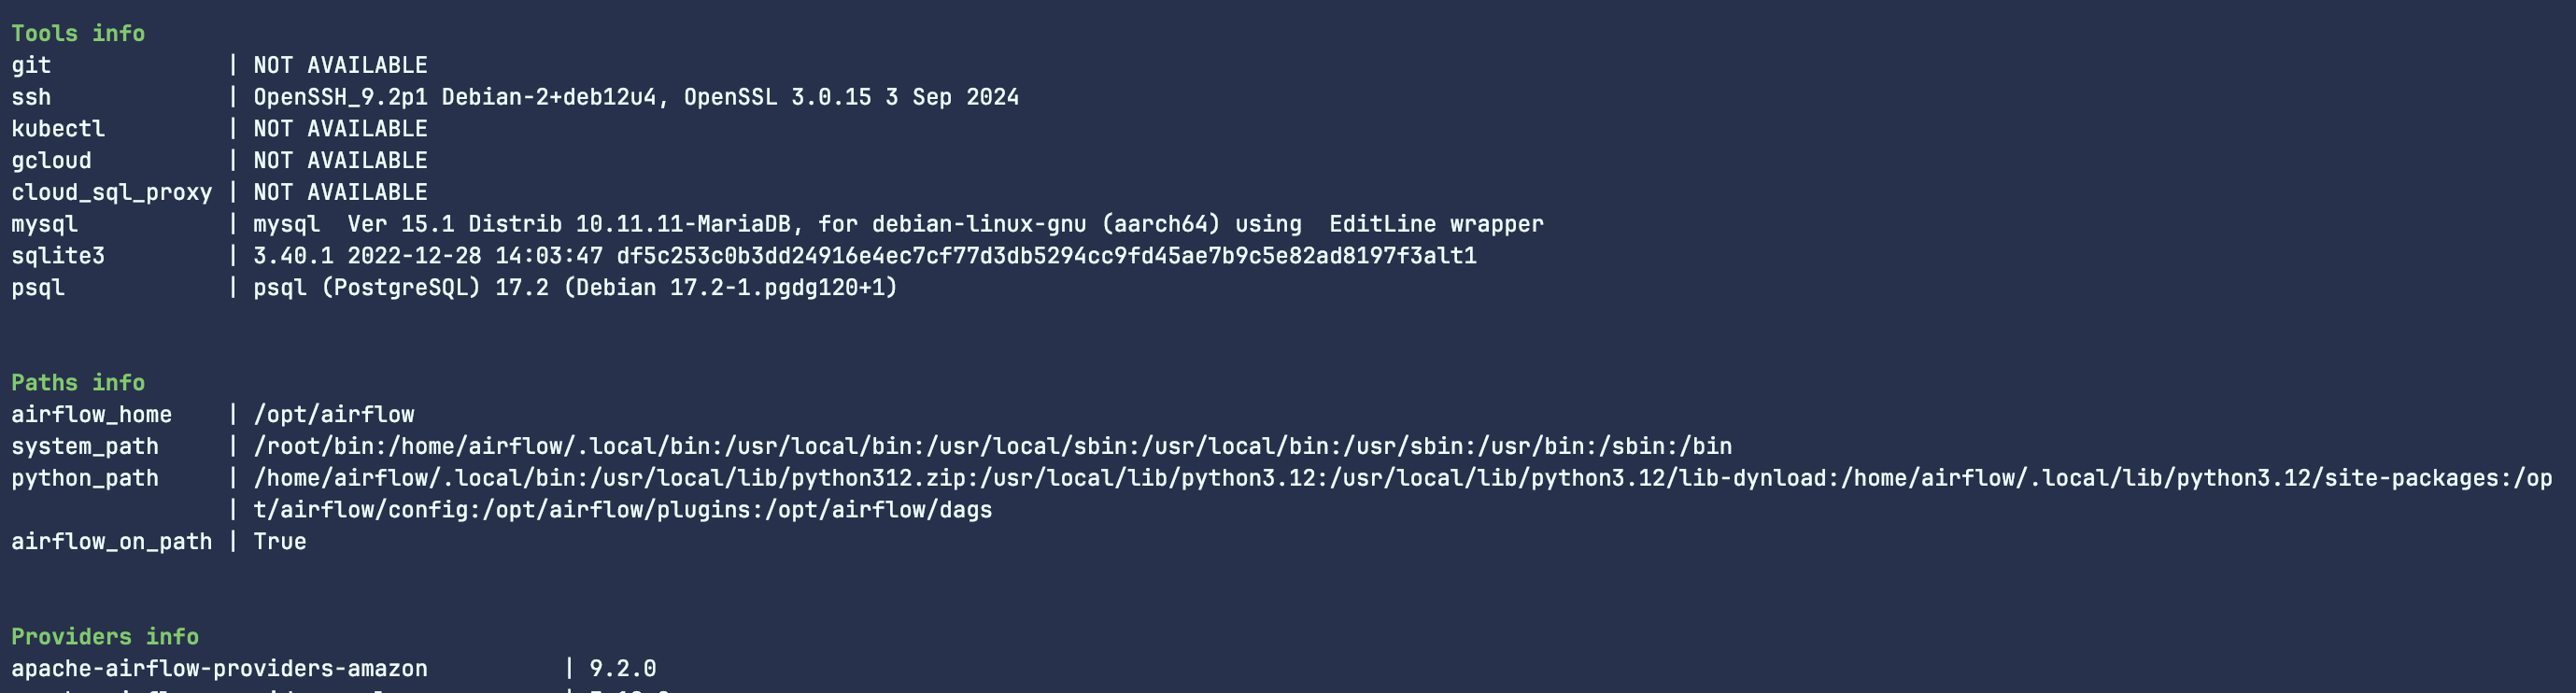 Tools info
git             | NOT AVAILABLE
ssh             | OpenSSH_9.2p1 Debian-2+deb12u4, OpenSSL 3.0.15 3 Sep 2024
kubectl         | NOT AVAILABLE
gcloud          | NOT AVAILABLE
cloud_sql_proxy | NOT AVAILABLE
mysql           | mysql  Ver 15.1 Distrib 10.11.11-MariaDB, for debian-linux-gnu (aarch64) using  EditLine wrapper
sqlite3         | 3.40.1 2022-12-28 14:03:47 df5c253c0b3dd24916e4ec7cf77d3db5294cc9fd45ae7b9c5e82ad8197f3alt1
psql            | psql (PostgreSQL) 17.2 (Debian 17.2-1.pgdg120+1)
Paths info
airflow_home    | /opt/airflow
system_path     | /root/bin:/home/airflow/.local/bin:/usr/local/bin:/usr/local/sbin:/usr/local/bin:/usr/sbin:/usr/bin:/sbin:/bin
python_path     | /home/airflow/.local/bin:/usr/local/lib/python312.zip:/usr/local/lib/python3.12:/usr/local/lib/python3.12/lib-dynload:/home/airflow/.local/lib/python3.12/site-packages:/op
                | t/airflow/config:/opt/airflow/plugins:/opt/airflow/dags
airflow_on_path | True
Providers info
apache-airflow-providers-amazon          | 9.2.0